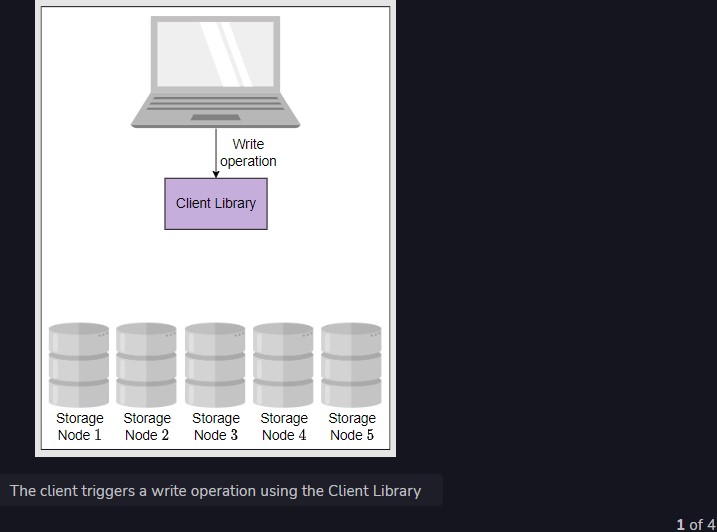 Write
operation
Client Library
Storage Storage Storage Storage Storage
Node 1 Node 2 Node 3 Node 4 Node 5
The client triggers a write operation using the Client Library
1 of 4